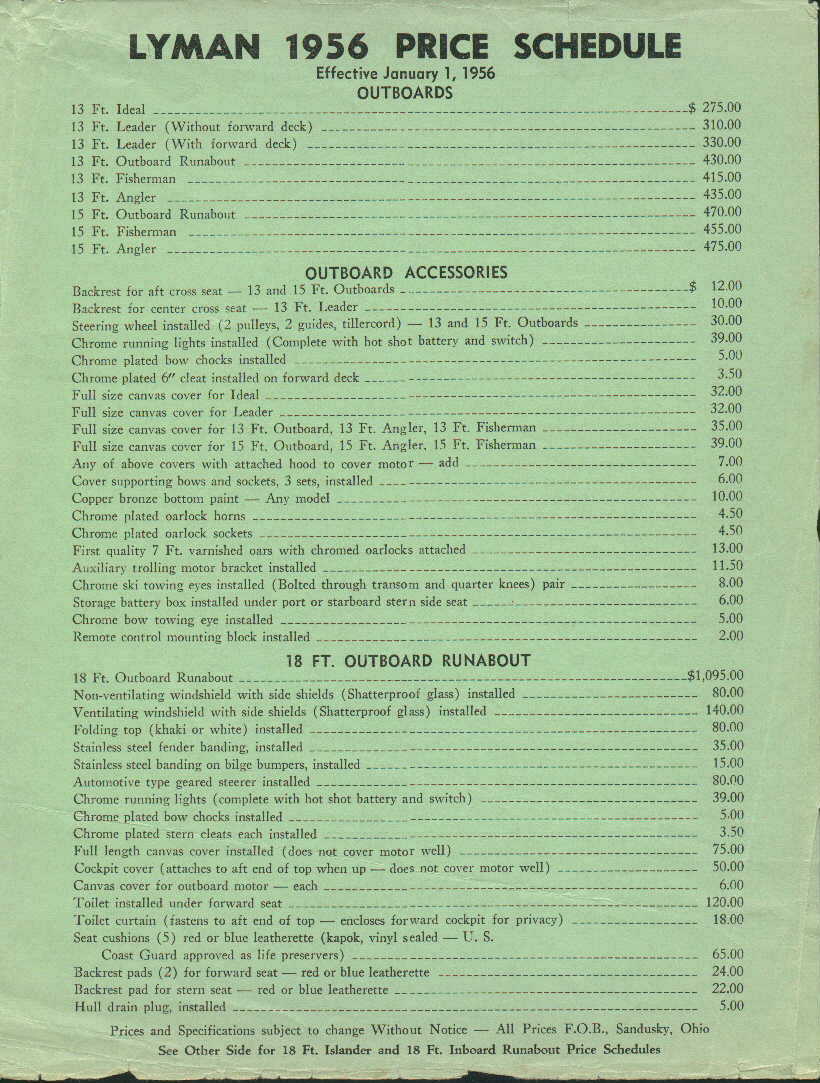 LYMAN 1956 PRICE SCHEDULE
Effective January 1, 1956
OUTBOARDS
13 Ft. Ideal $ 275.00
13 Ft. Leader (Without forward deck) 310.00
13 Ft. Leader (With forward deck) 330.00
13 Ft. Outboard Runabout 430.00
13 Ft. Fisherman 415.00
13 Ft. Angler 435.00
15 Ft. Outboard Runabout 470.00
15 Ft. Fisherman 455.00
15 Ft. Angler 475.00
OUTBOARD ACCESSORIES
Backrest for aft cross seat — 13 and 15 Ft. Outboards $ 12.00
Backrest for center cross seat — 13 Ft. Leader 10.00
Steering wheel installed (2 pulleys, 2 guides, tillercord) — 13 and 15 Ft. Outboards 30.00
Chrome running lights installed (Complete with hot shot battery and switch) 39.00
Chrome plated bow chocks installed 5.00
Chrome plated 6″ cleat installed on forward deck 3.50
Full size canvas cover for Ideal 32.00
Full size canvas cover for Leader 32.00
Full size canvas cover for 13 Ft. Outboard, 13 Ft. Angler, 13 Ft. Fisherman 35.00
Full size canvas cover for 15 Ft. Outboard, 15 Ft. Angler, 15 Ft. Fisherman 39.00
Any of above covers with attached hood to cover motor — add 7.00
Cover supporting bows and sockets, 3 sets, installed 6.00
Copper bronze bottom paint — Any model 10.00
Chrome plated oarlock horns 4.50
Chrome plated oarlock sockets 4.50
First quality 7 Ft. varnished oars with chromed oarlocks attached 13.00
Auxiliary trolling motor bracket installed 11.50
Chrome ski towing eyes installed (Bolted through transom and quarter knees) pair 8.00
Storage battery box installed under port or starboard stern side seat 6.00
Chrome bow towing eye installed 5.00
Remote control mounting block installed 2.00
18 FT. OUTBOARD RUNABOUT
18 Ft. Outboard Runabout $1,095.00
Non-ventilating windshield with side shields (Shatterproof glass) installed 80.00
Ventilating windshield with side shields (Shatterproof glass) installed 140.00
Folding top (khaki or white) installed 80.00
Stainless steel fender banding, installed 35.00
Stainless steel banding on bilge bumpers, installed 15.00
Automotive type geared steerer installed 80.00
Chrome running lights (complete with hot shot battery and switch) 39.00
Chrome plated bow chocks installed 5.00
Chrome plated stern cleats each installed 3.50
Full length canvas cover installed (does not cover motor well) 75.00
Cockpit cover (attaches to aft end of top when up — does not cover motor well) 50.00
Canvas cover for outboard motor — each 6.00
Toilet installed under forward seat 120.00
Toilet curtain (fastens to aft end of top — encloses forward cockpit for privacy) 18.00
Seat cushions (5) red or blue leatherette (kapok, vinyl sealed — U. S.
Coast Guard approved as life preservers) 65.00
Backrest pads (2) for forward seat — red or blue leatherette 24.00
Backrest pad for stern seat — red or blue leatherette 22.00
Hull drain plug, installed 5.00
Prices and Specifications subject to change Without Notice — All Prices F.O.B., Sandusky, Ohio
See Other Side for 18 Ft. Islander and 18 Ft. Inboard Runabout Price Schedules